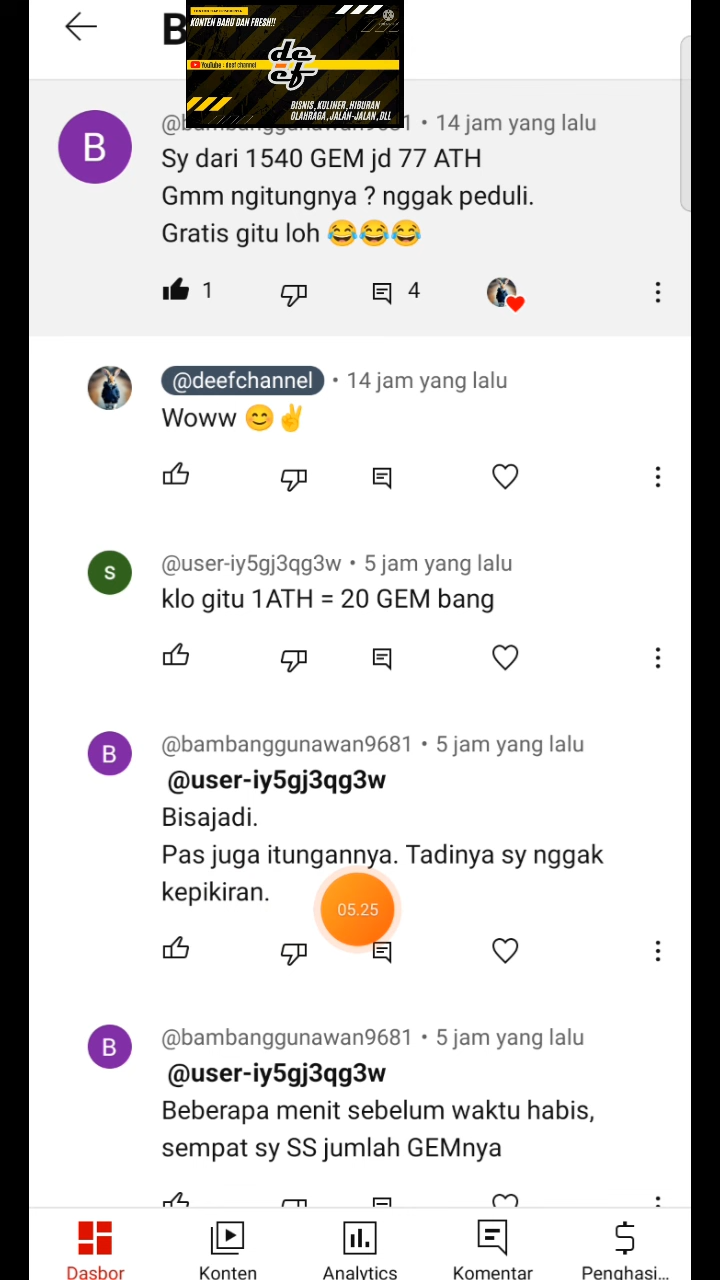 B
KONTEN BARU DAN FRESH!!
YouTube : deef channel
de
ef
BISNIS, KULINER, HIBURAN
OLAHRAGA, JALAN-JALAN, DLL
B
@bambanggunawan9681 • 14 jam yang lalu
Sy dari 1540 GEM jd 77 ATH
Gmm ngitungnya ? nggak peduli.
Gratis gitu loh 😂😂😂
1
4
@deefchannel • 14 jam yang lalu
Woww 😊✌️
S
@user-iy5gj3qg3w • 5 jam yang lalu
klo gitu 1ATH = 20 GEM bang
B
@bambanggunawan9681 • 5 jam yang lalu
@user-iy5gj3qg3w
Bisajadi.
Pas juga itungannya. Tadinya sy nggak
kepikiran.
05.25
B
@bambanggunawan9681 • 5 jam yang lalu
@user-iy5gj3qg3w
Beberapa menit sebelum waktu habis,
sempat sy SS jumlah GEMnya
Dasbor
Konten
Analytics
Komentar
Penghasi...